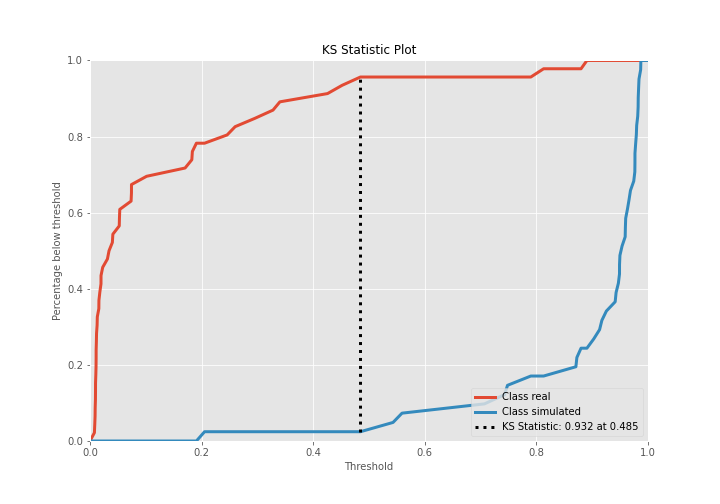 KS Statistic Plot
1.0
0.8
0.6
0.4
0.2
0.0
Percentage below threshold
0.0 0.2 0.4 0.6 0.8 1.0
Threshold
Class real
Class simulated
KS Statistic: 0.932 at 0.485